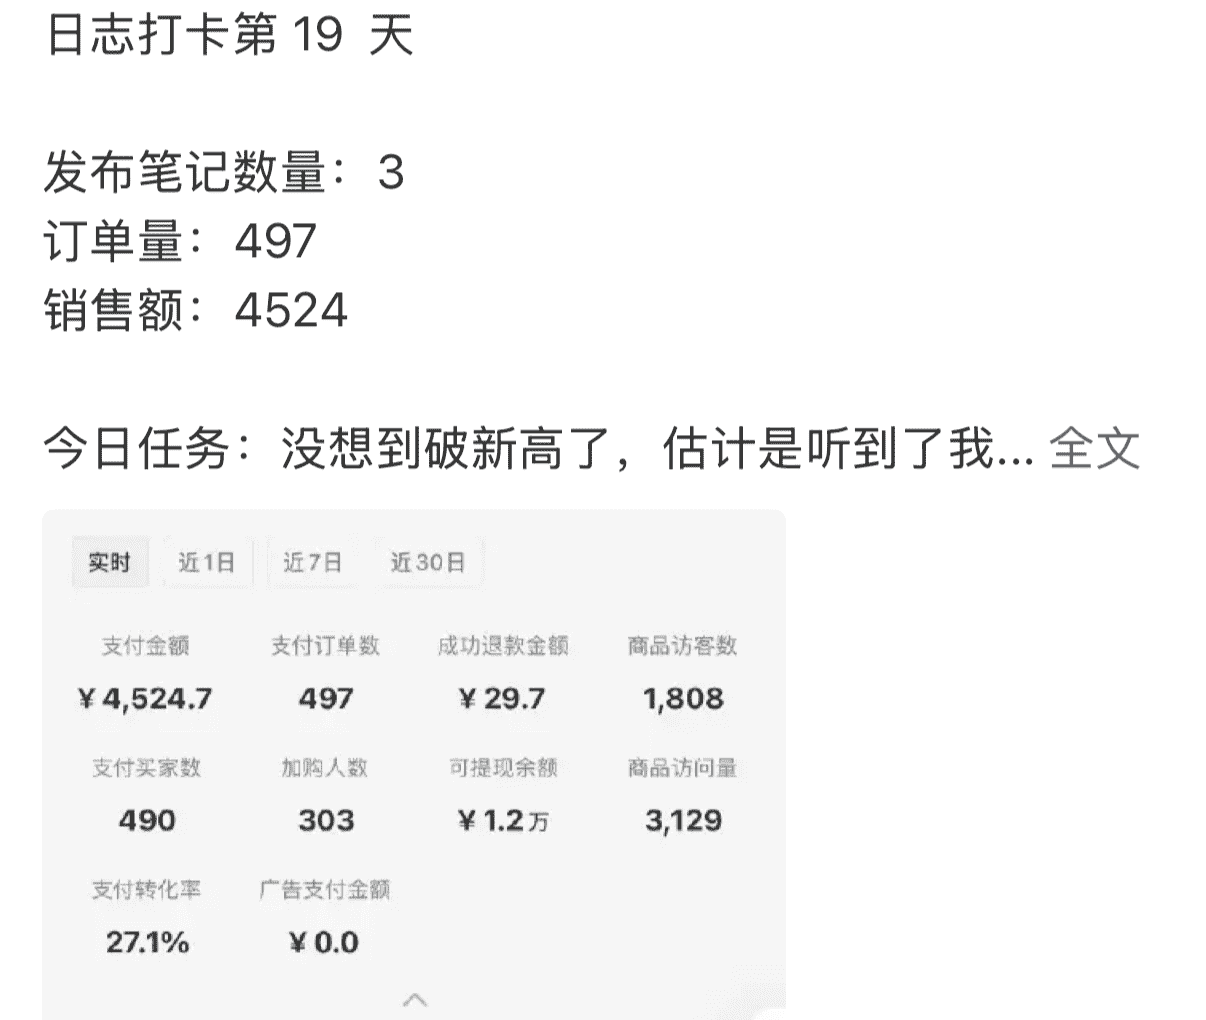 日志打卡第 19 天
发布笔记数量：3
订单量：497
销售额：4524
今日任务：没想到破新高了，估计是听到了我... 全文
实时 近1日 近7日 近30日
支付金额 支付订单数 成功退款金额 商品访客数
¥4,524.7 497 ¥29.7 1,808
支付买家数 加购人数 可提现余额 商品访问量
490 303 ¥1.2万 3,129
支付转化率 广告支付金额
27.1% ¥0.0